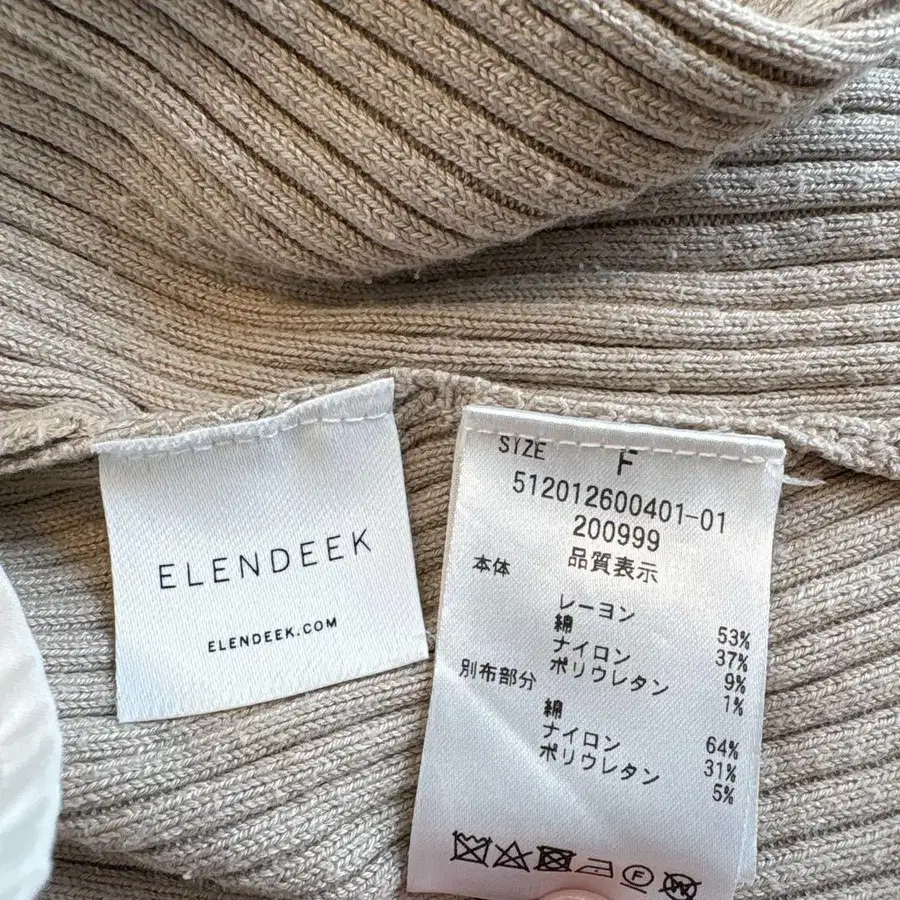 ELENDEEK
ELENDEEK.COM
SIZE F
512012600401-01
200999
品質表示
本体
レーヨン 53%
綿 37%
ナイロン 9%
ポリウレタン 1%
別布部分
綿 64%
ナイロン 31%
ポリウレタン 5%